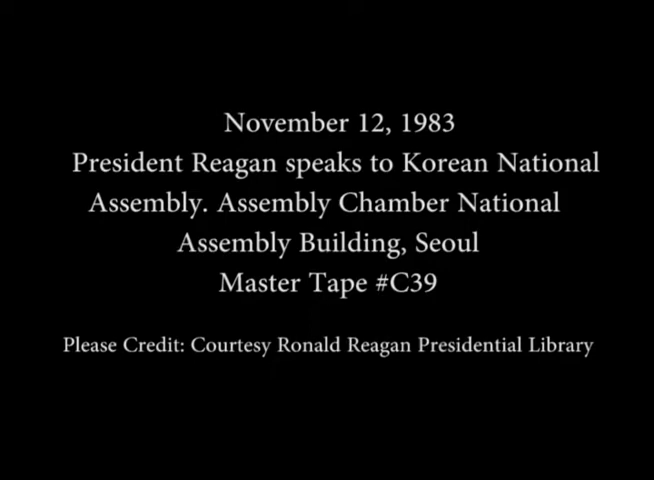 November 12, 1983
President Reagan speaks to Korean National
Assembly. Assembly Chamber National
Assembly Building, Seoul
Master Tape #C39
Please Credit: Courtesy Ronald Reagan Presidential Library